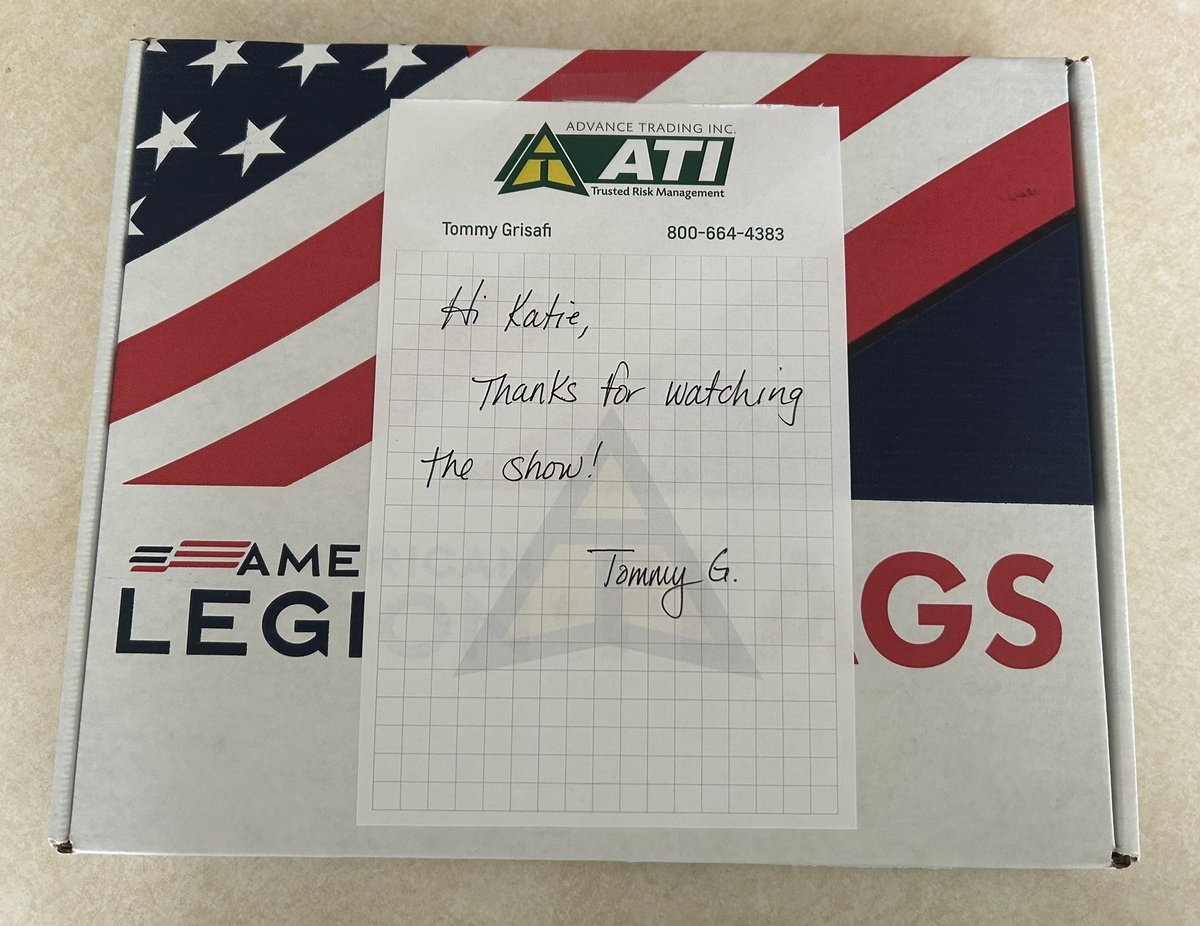 ADVANCE TRADING INC.
ATI
Trusted Risk Management
Tommy Grisafi 800-664-4383
Hi Katie,
Thanks for watching
the show!
Tommy G.
AME
LEGI GS